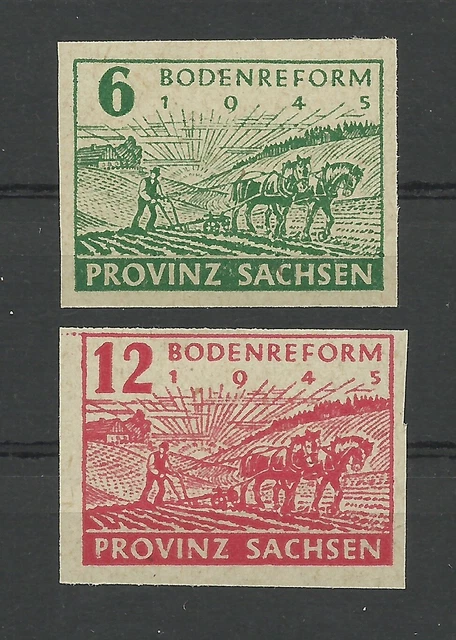 6 BODENREFORM
1 9 4 5
PROVINZ SACHSEN
12 BODENREFORM
1 9 4 5
PROVINZ SACHSEN